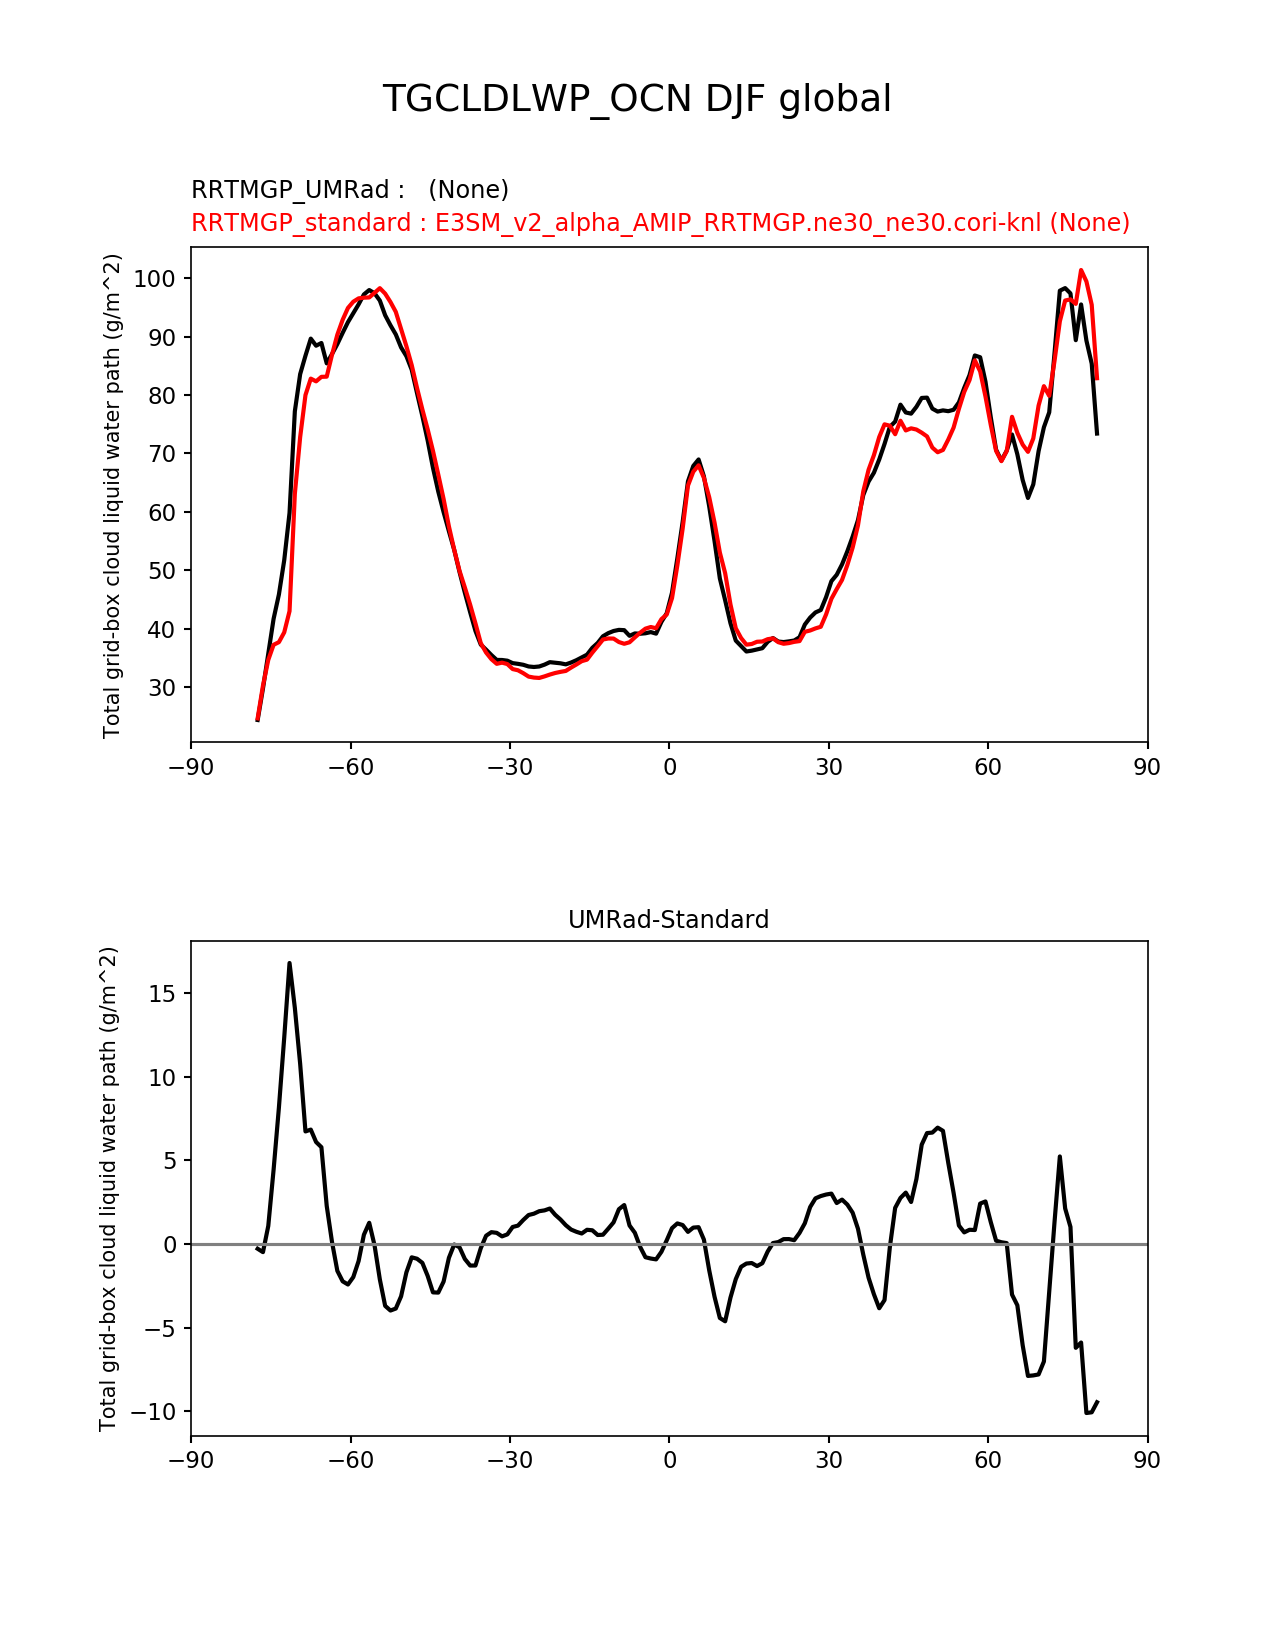 TGCLDLWP_OCN DJF global
RRTMGP_UMRad :   (None)
RRTMGP_standard : E3SM_v2_alpha_AMIP_RRTMGP.ne30_ne30.cori-knl (None)
Total grid-box cloud liquid water path (g/m^2)
100
90
80
70
60
50
40
30
−90 −60 −30 0 30 60 90
UMRad-Standard
Total grid-box cloud liquid water path (g/m^2)
15
10
5
0
−5
−10
−90 −60 −30 0 30 60 90